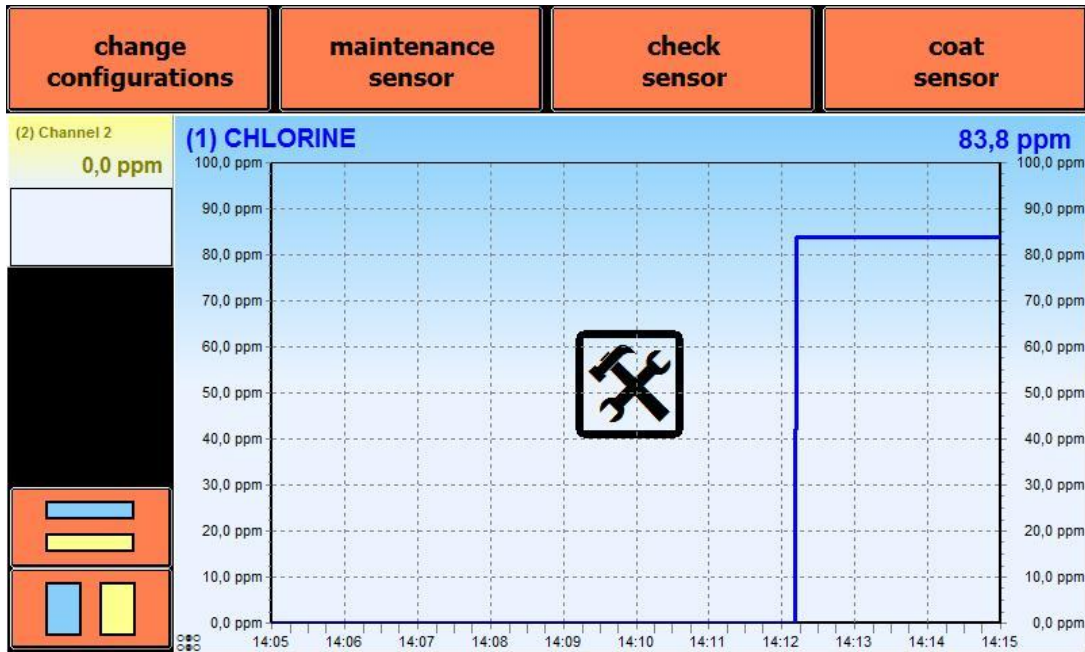 change
configurations
maintenance
sensor
check
sensor
coat
sensor
(2) Channel 2
0,0 ppm
(1) CHLORINE
83,8 ppm
100,0 ppm
100,0 ppm
90,0 ppm
90,0 ppm
80,0 ppm
80,0 ppm
70,0 ppm
70,0 ppm
60,0 ppm
60,0 ppm
50,0 ppm
50,0 ppm
40,0 ppm
40,0 ppm
30,0 ppm
30,0 ppm
20,0 ppm
20,0 ppm
10,0 ppm
10,0 ppm
0,0 ppm
0,0 ppm
14:05 14:06 14:07 14:08 14:09 14:10 14:11 14:12 14:13 14:14 14:15